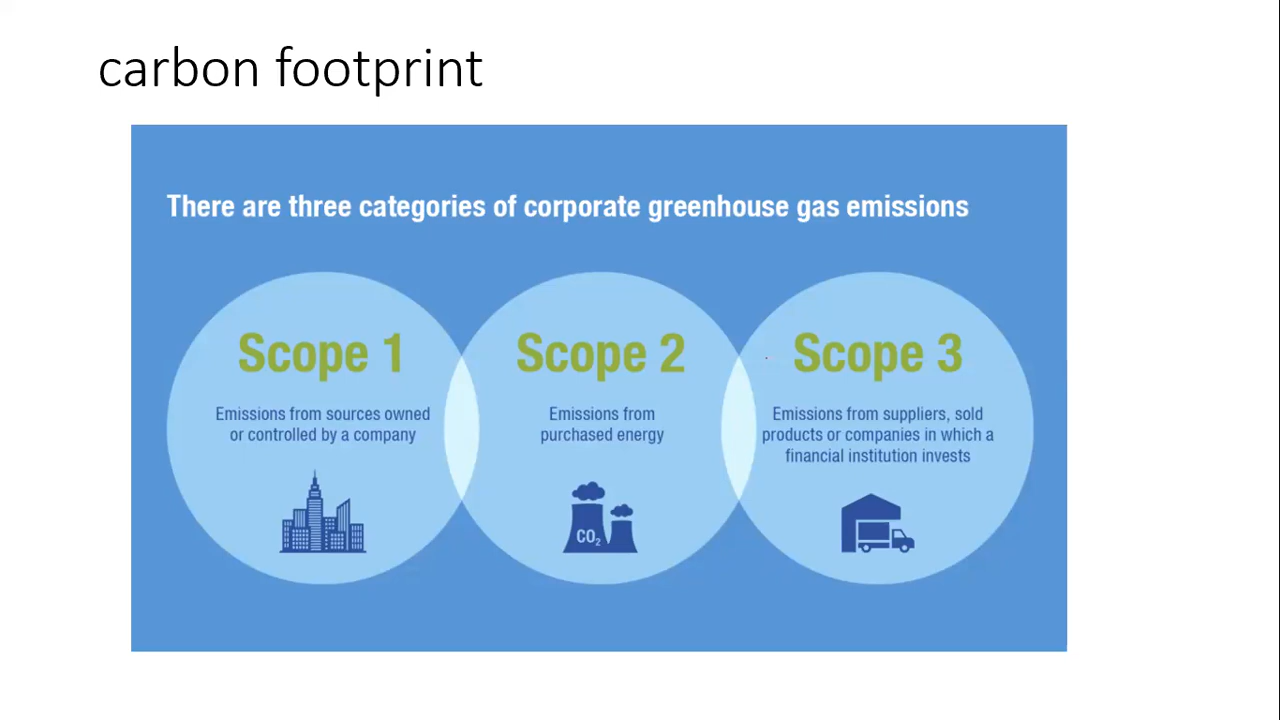 carbon footprint
There are three categories of corporate greenhouse gas emissions
Scope 1
Emissions from sources owned
or controlled by a company
Scope 2
Emissions from
purchased energy
CO₂
Scope 3
Emissions from suppliers, sold
products or companies in which a
financial institution invests